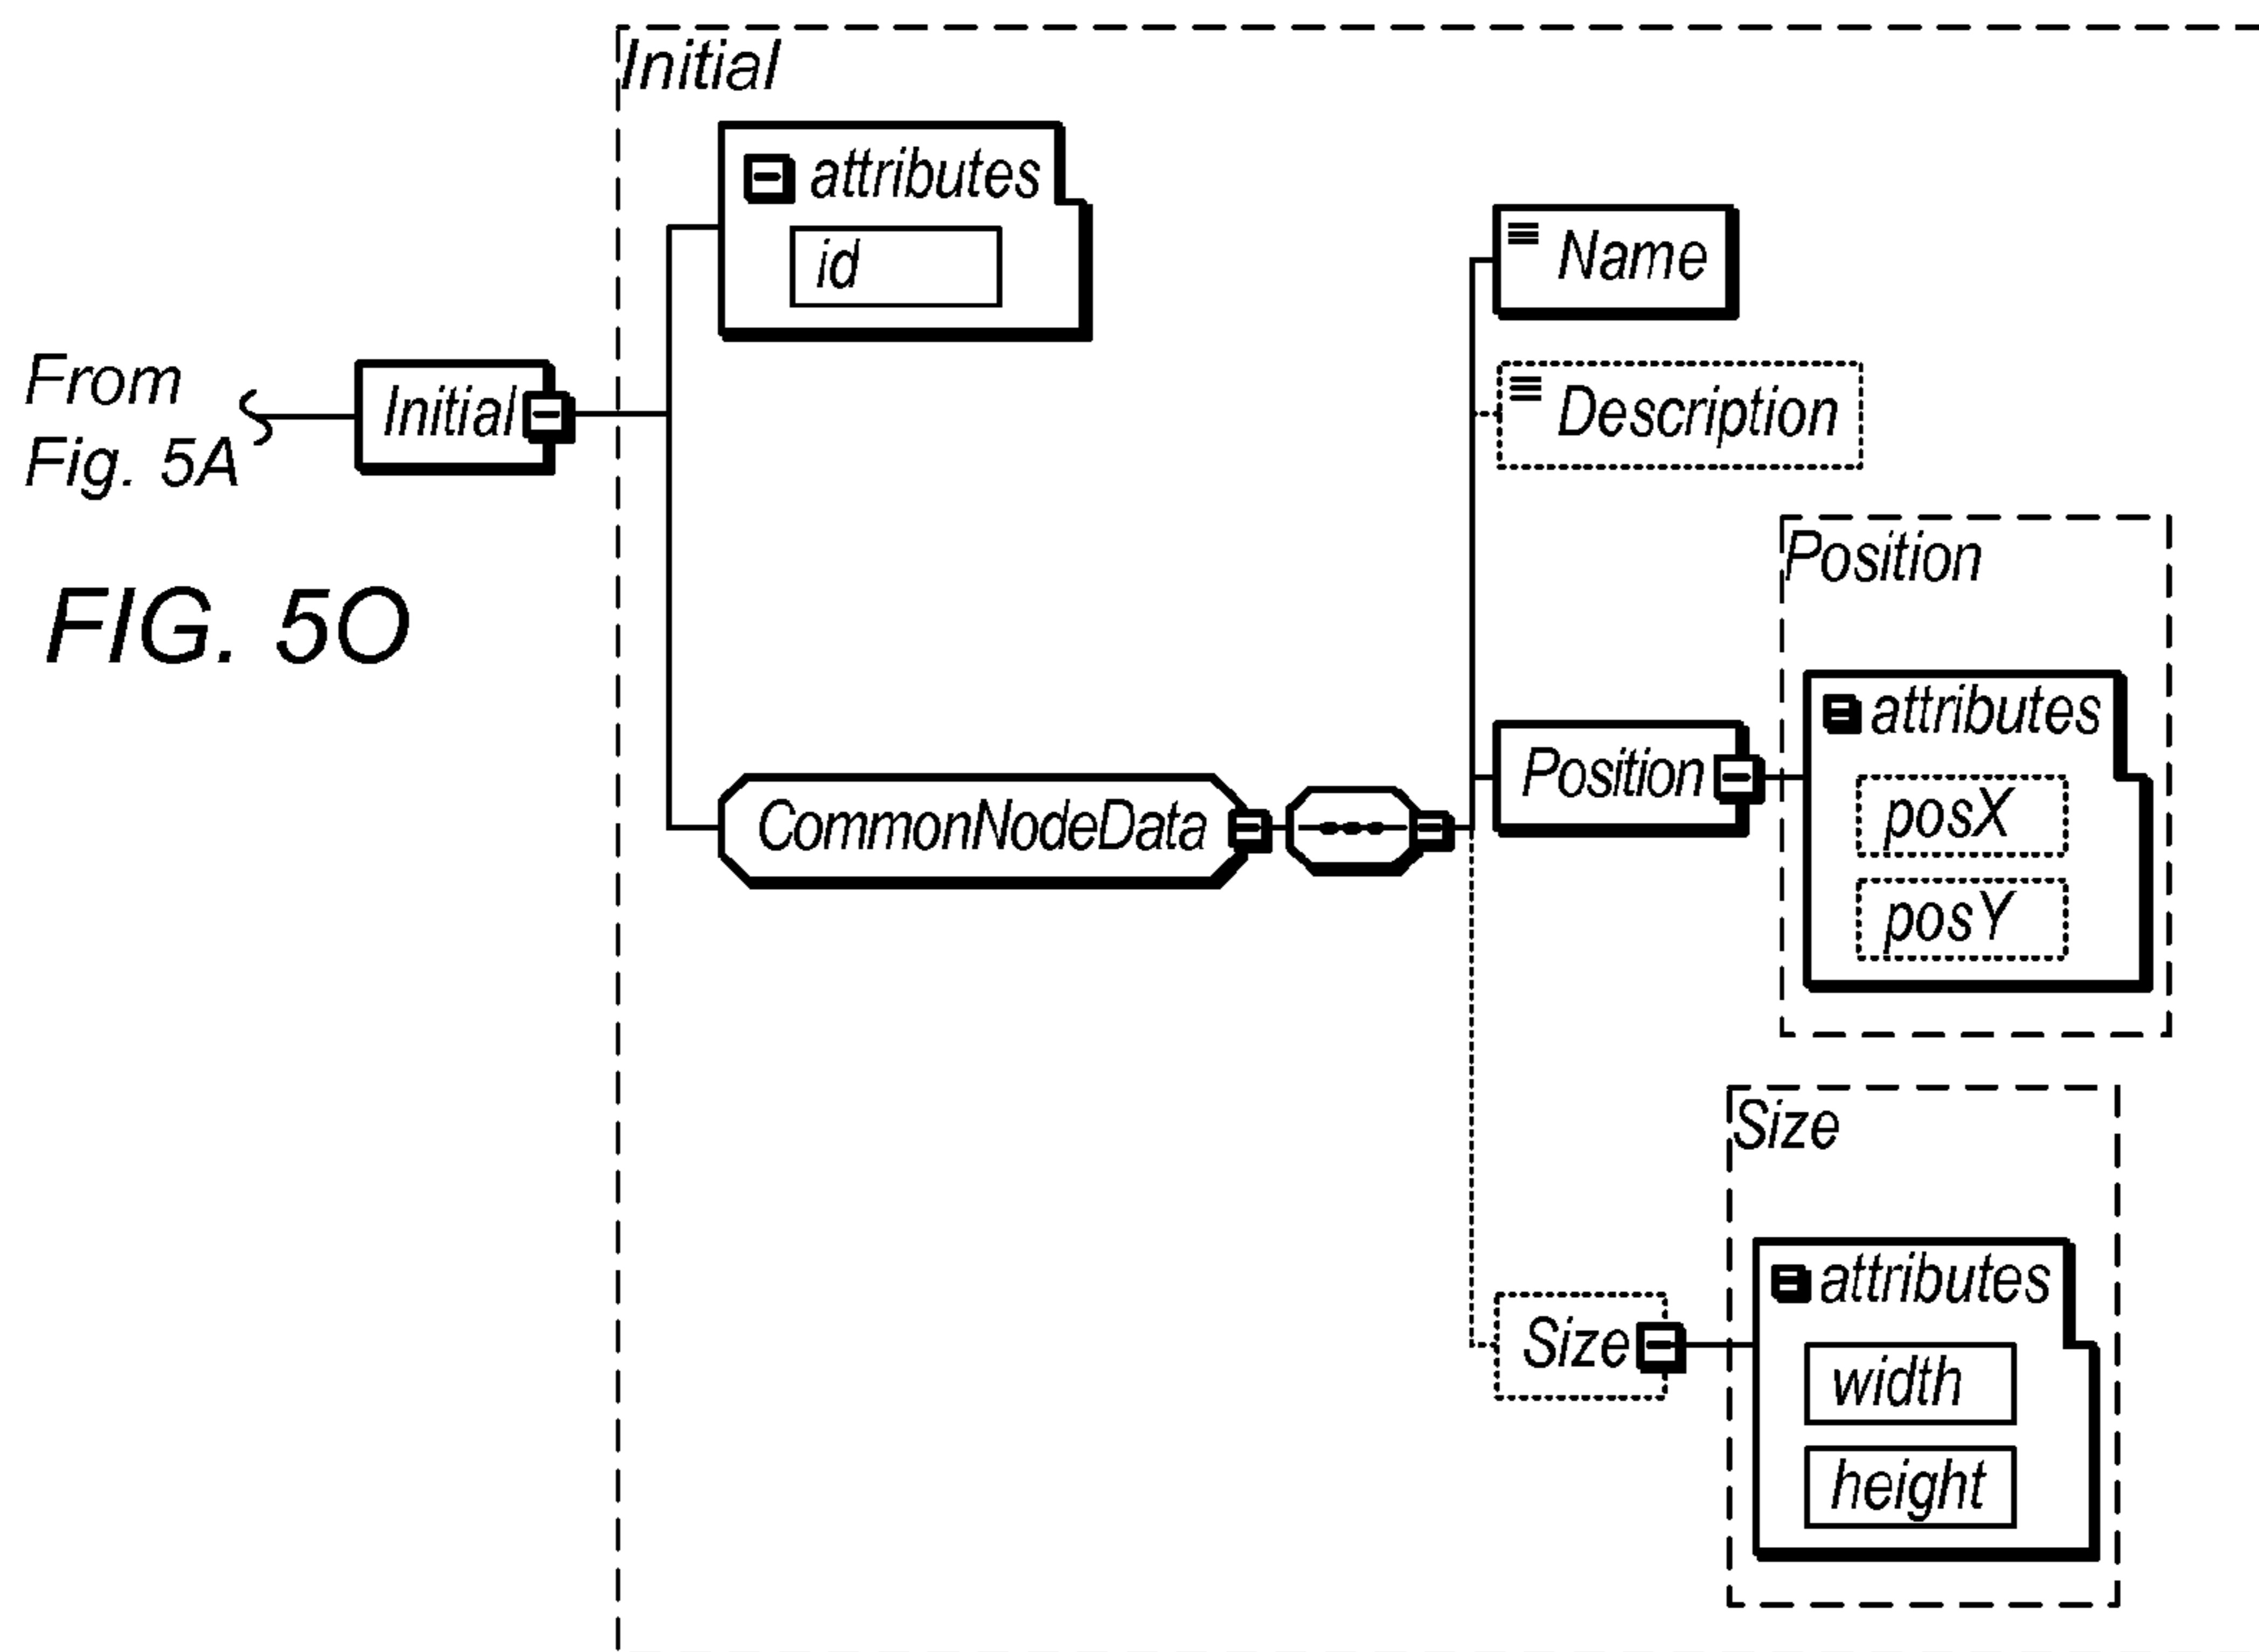 Initial
attributes
id
Name
From
Fig. 5A
Initial
Description
FIG. 5O
Position
attributes
Position
posX
CommonNodeData
posY
Size
attributes
Size
width
height